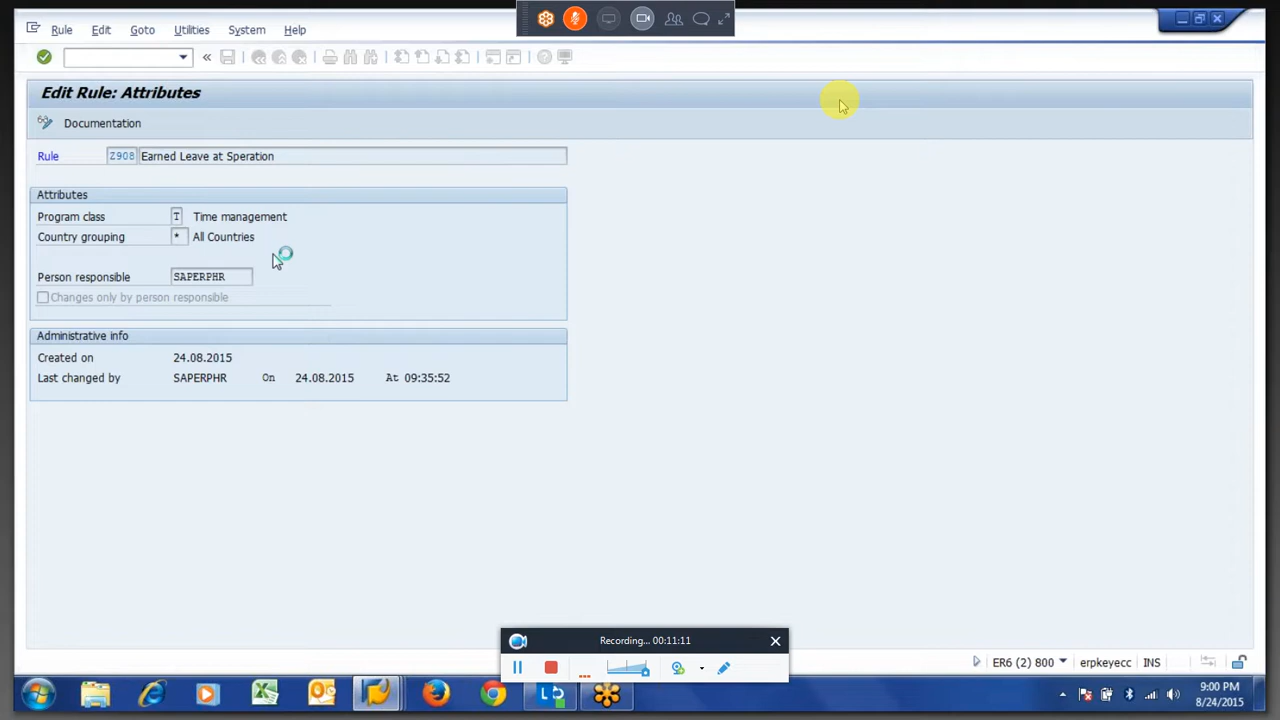 Rule Edit Goto Utilities System Help
Edit Rule: Attributes
Documentation
Rule Z908 Earned Leave at Speration
Attributes
Program class T Time management
Country grouping * All Countries
Person responsible SAPERPHR
Changes only by person responsible
Administrative info
Created on 24.08.2015
Last changed by SAPERPHR On 24.08.2015 At 09:35:52
Recording... 00:11:11
ER6 (2) 800 erpkeyecc INS
9:00 PM
8/24/2015